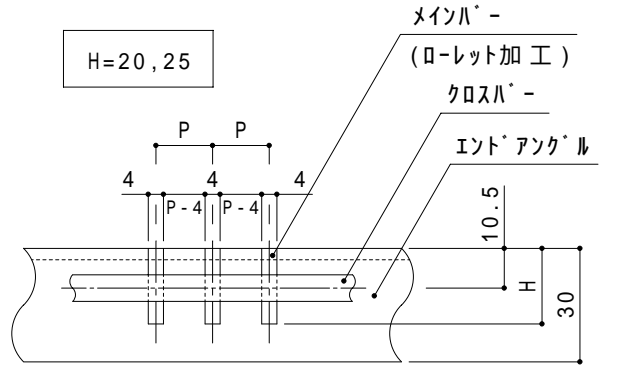 ﾒｲﾝﾊﾞｰ
(ﾛｰﾚｯﾄ加工)
H=20,25
ｸﾛｽﾊﾞｰ
P P
ｴﾝﾄﾞｱﾝｸﾞﾙ
4 4 4
P-4 P-4
10.5
H
30